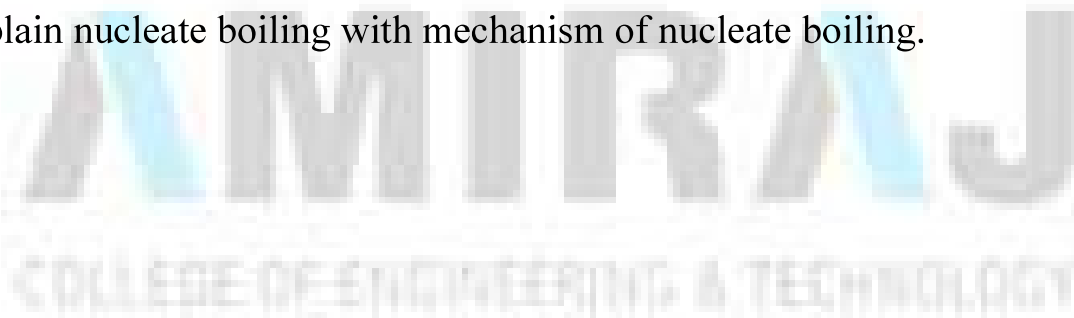 plain nucleate boiling with mechanism of nucleate boiling.
AMIRAJ
COLLEGE OF ENGINEERING & TECHNOLOGY